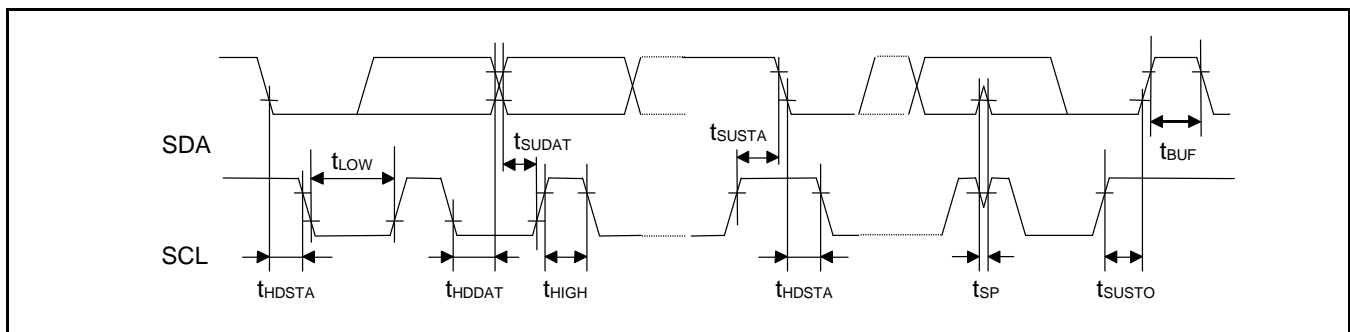 SDA
tLOW
tSUDAT
tSUSTA
tBUF
SCL
tHDSTA
tHDDAT
tHIGH
tHDSTA
tSP
tSUSTO